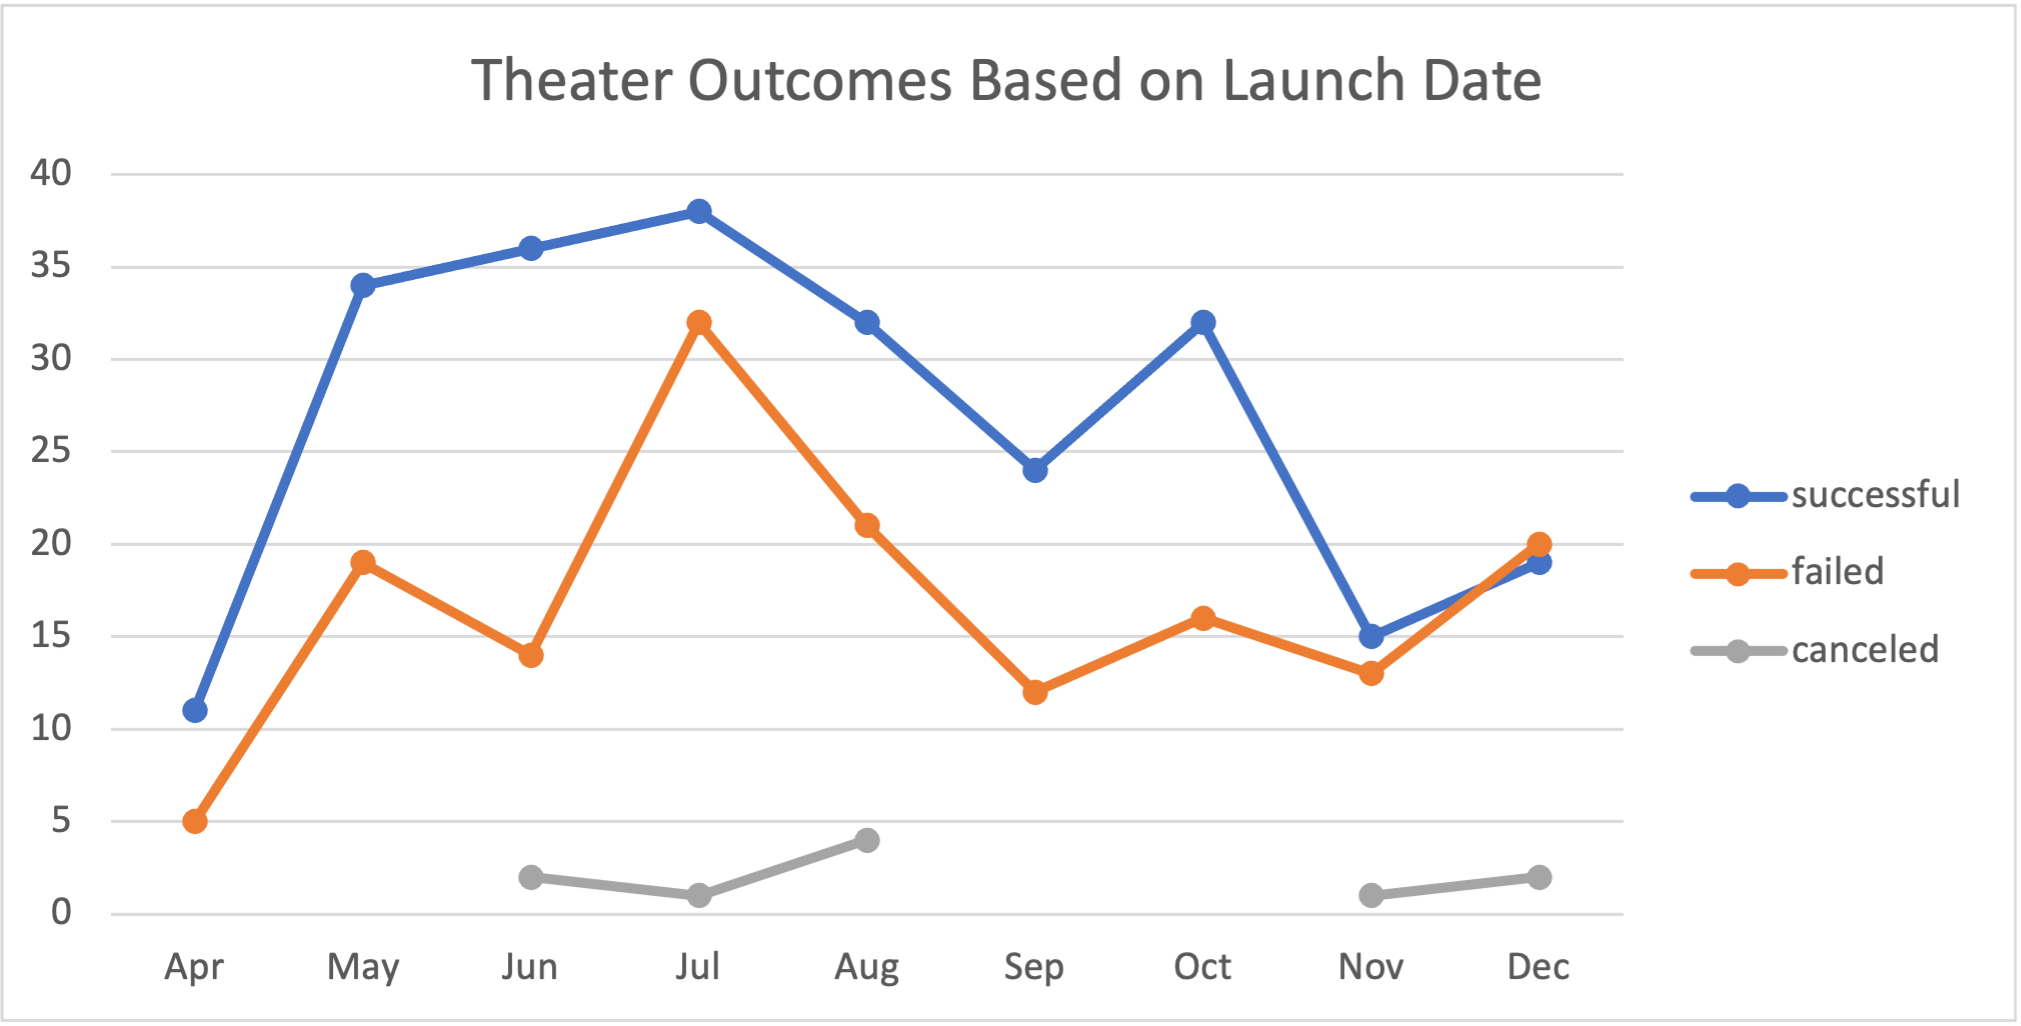 Theater Outcomes Based on Launch Date
40
35
30
25
20
15
10
5
0
Apr May Jun Jul Aug Sep Oct Nov Dec
successful
failed
canceled